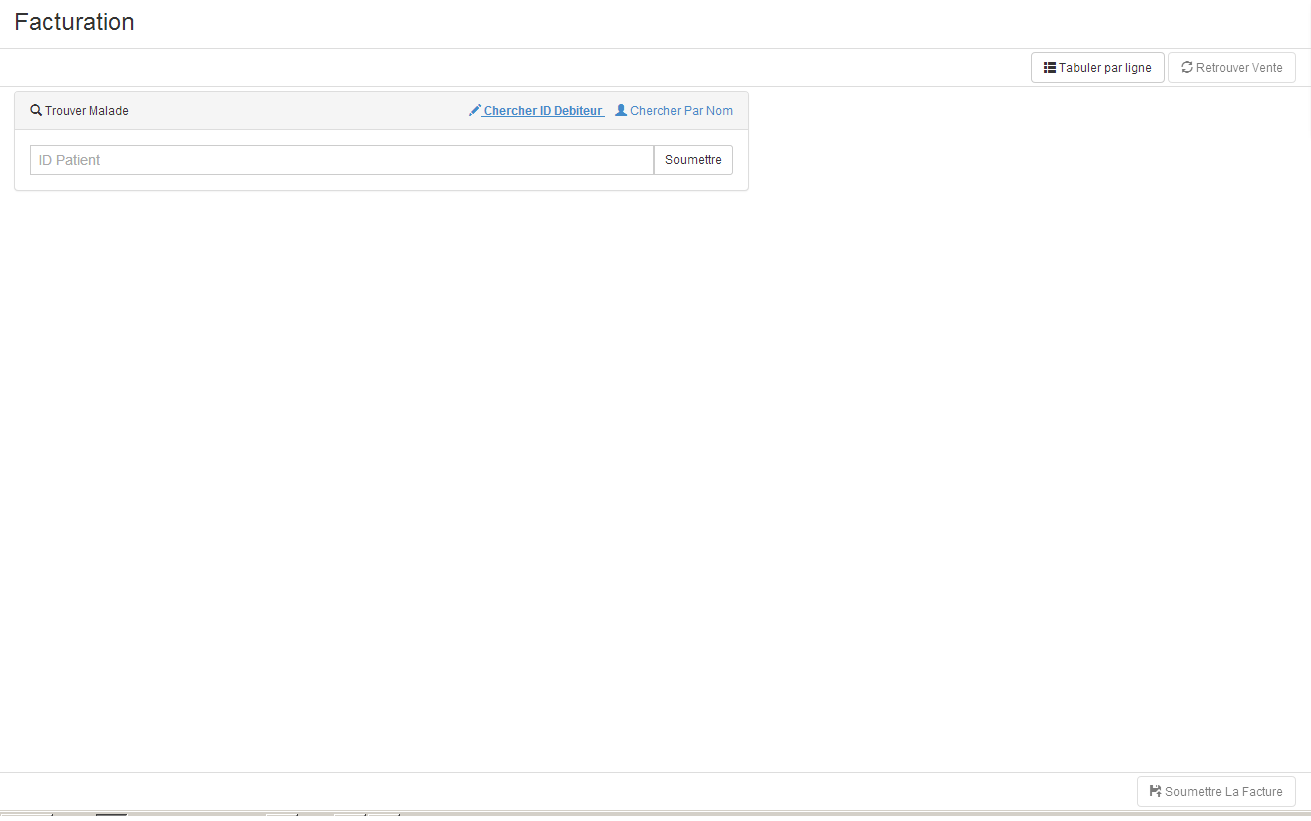 Facturation
Tabuler par ligne Retrouver Vente
Trouver Malade Chercher ID Debiteur Chercher Par Nom
ID Patient Soumettre
Soumettre La Facture